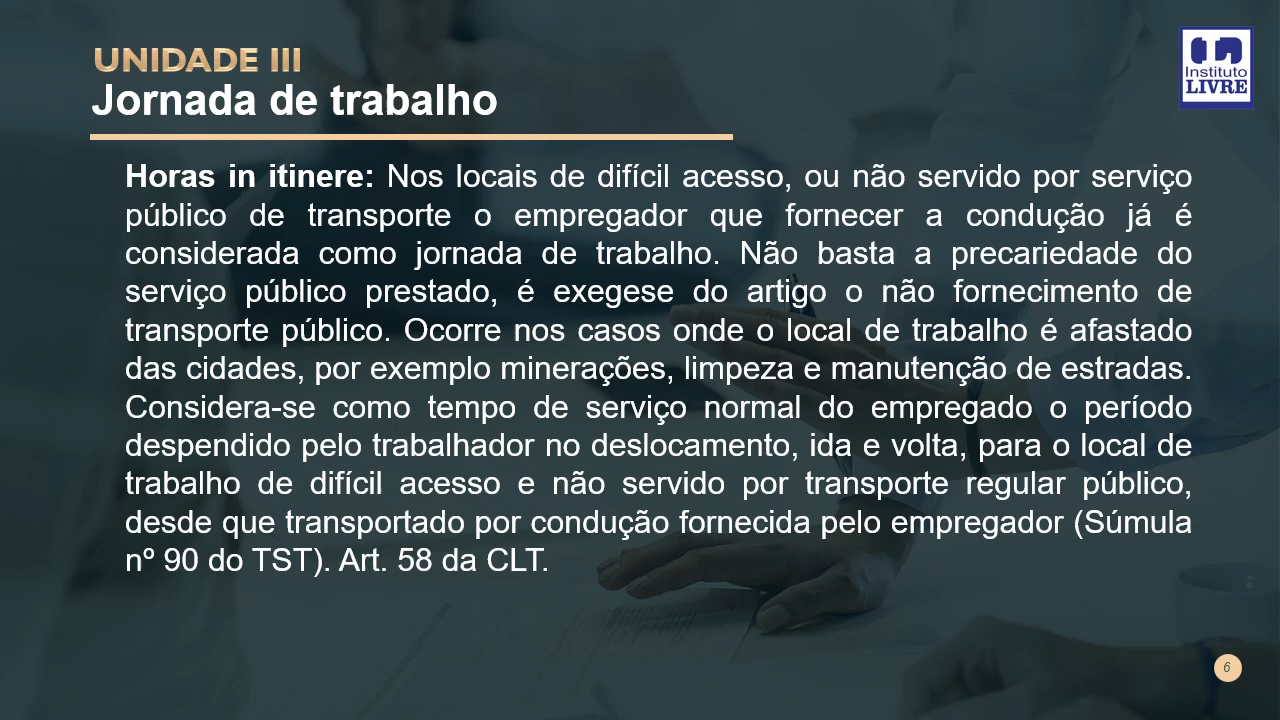 UNIDADE III
Jornada de trabalho
Instituto
LIVRE
Horas in itinere: Nos locais de difícil acesso, ou não servido por serviço
público de transporte o empregador que fornecer a condução já é
considerada como jornada de trabalho. Não basta a precariedade do
serviço público prestado, é exegese do artigo o não fornecimento de
transporte público. Ocorre nos casos onde o local de trabalho é afastado
das cidades, por exemplo minerações, limpeza e manutenção de estradas.
Considera-se como tempo de serviço normal do empregado o período
despendido pelo trabalhador no deslocamento, ida e volta, para o local de
trabalho de difícil acesso e não servido por transporte regular público,
desde que transportado por condução fornecida pelo empregador (Súmula
nº 90 do TST). Art. 58 da CLT.
6